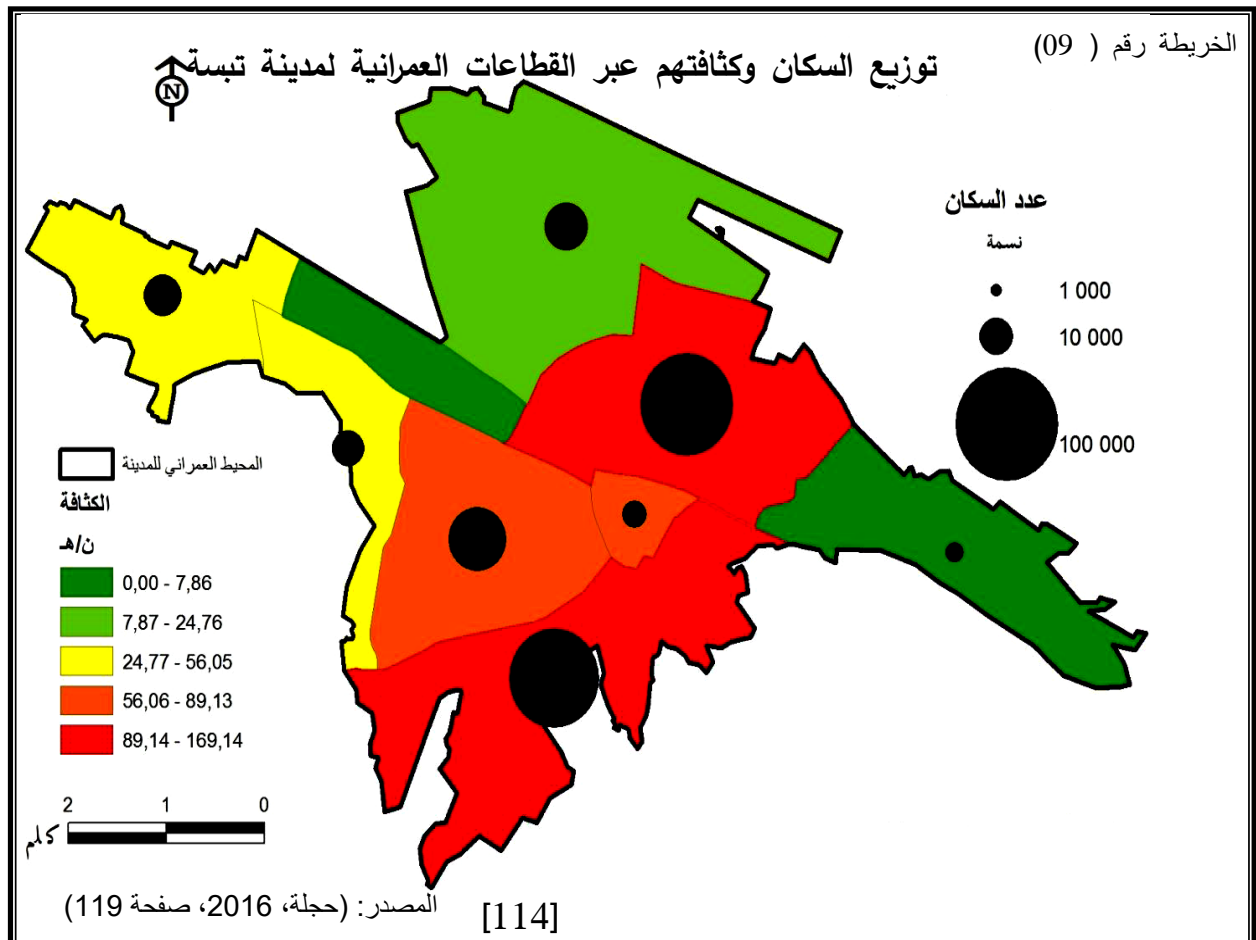 الخريطة رقم ( 09)
توزيع السكان وكثافتهم عبر القطاعات العمرانية لمدينة تبسة
N
عدد السكان
نسمة
1 000
10 000
100 000
المحيط العمراني للمدينة
الكثافة
ن/هـ
0,00 - 7,86
7,87 - 24,76
24,77 - 56,05
56,06 - 89,13
89,14 - 169,14
2 1 0
كلم
المصدر: (حجلة، 2016، صفحة 119)
[114]